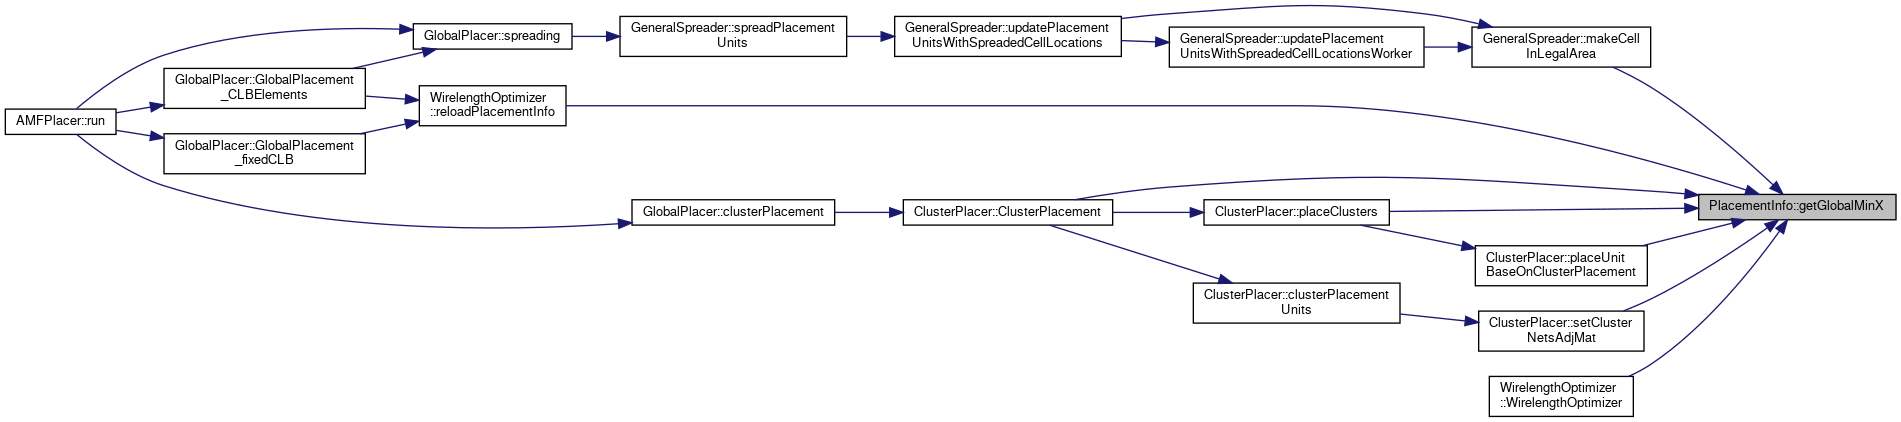 AMFPlacer::run
GlobalPlacer::spreading
GlobalPlacer::GlobalPlacement
_CLBElements
GlobalPlacer::GlobalPlacement
_fixedCLB
WirelengthOptimizer
::reloadPlacementInfo
GeneralSpreader::spreadPlacement
Units
GeneralSpreader::updatePlacement
UnitsWithSpreadedCellLocations
GeneralSpreader::updatePlacement
UnitsWithSpreadedCellLocationsWorker
GeneralSpreader::makeCell
InLegalArea
GlobalPlacer::clusterPlacement
ClusterPlacer::ClusterPlacement
ClusterPlacer::placeClusters
ClusterPlacer::clusterPlacement
Units
ClusterPlacer::placeUnit
BaseOnClusterPlacement
ClusterPlacer::setCluster
NetsAdjMat
WirelengthOptimizer
::WirelengthOptimizer
PlacementInfo::getGlobalMinX